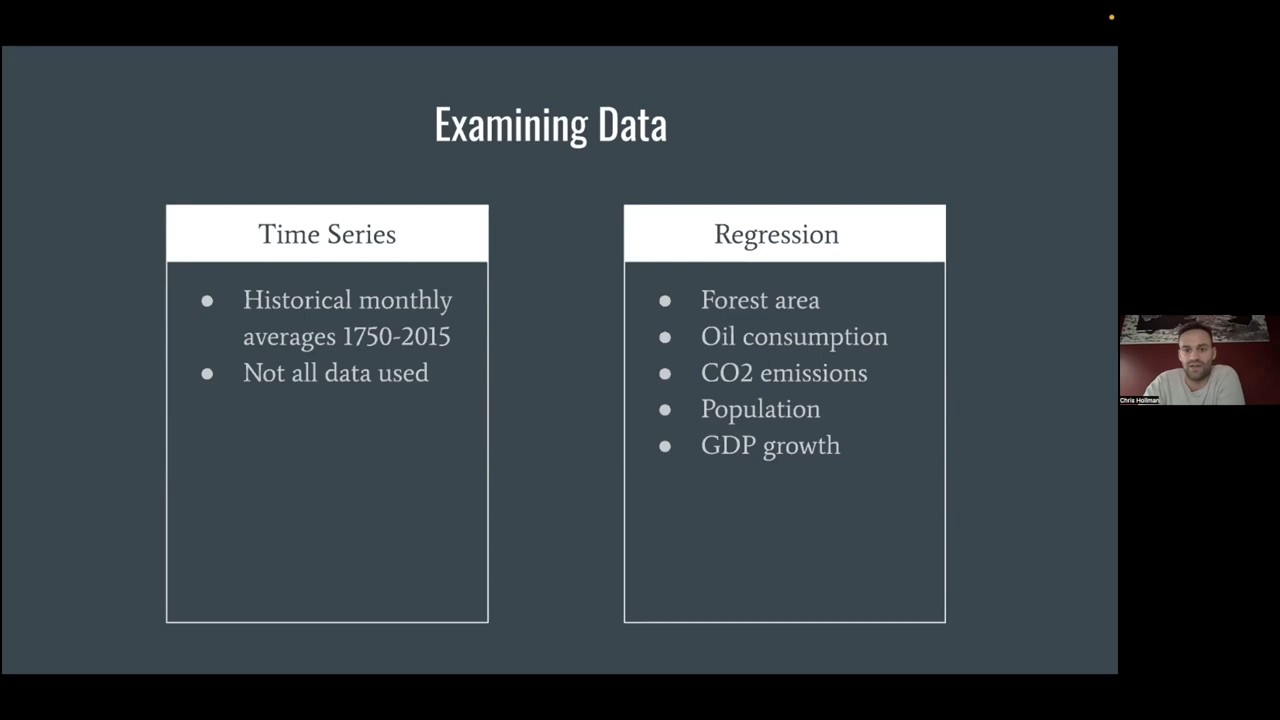 Examining Data
Time Series
● Historical monthly
averages 1750-2015
● Not all data used
Regression
● Forest area
● Oil consumption
● CO2 emissions
● Population
● GDP growth
Chris Hollman